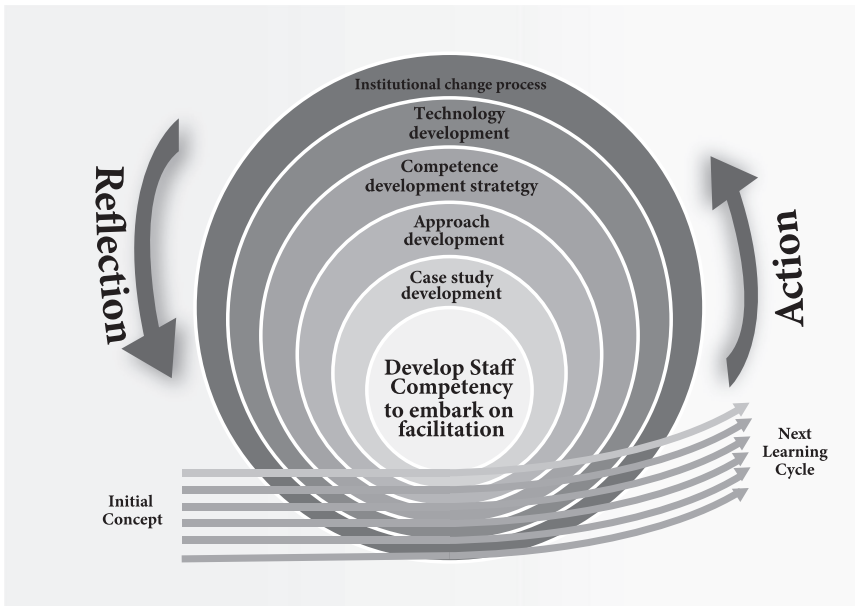 Institutional change process
Technology
development
Competence
development stratetgy
Approach
development
Case study
development
Develop Staff
Competency
to embark on
facilitation
Reflection
Action
Initial
Concept
Next
Learning
Cycle